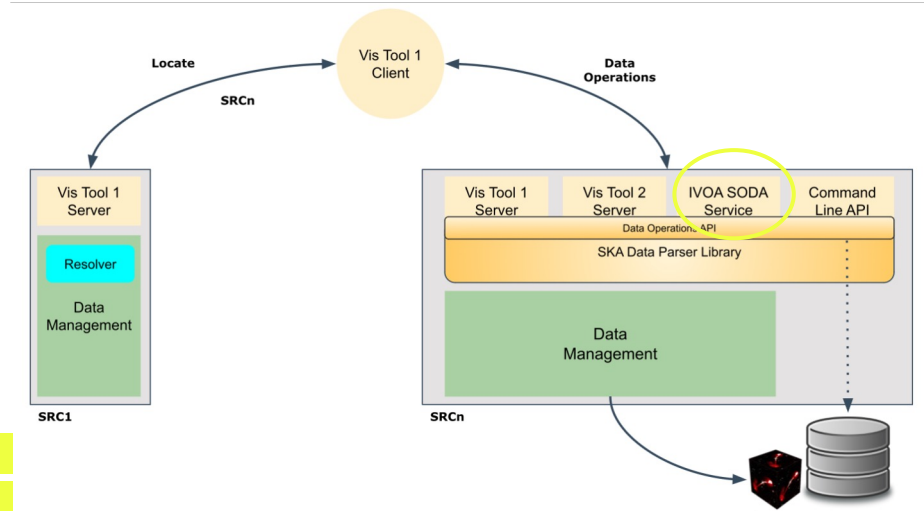 Vis Tool 1
Client
Locate
SRCn
Data
Operations
Vis Tool 1
Server
Resolver
Data
Management
SRC1
Vis Tool 1
Server
Vis Tool 2
Server
IVOA SODA
Service
Command
Line API
Data Operations API
SKA Data Parser Library
Data
Management
SRCn